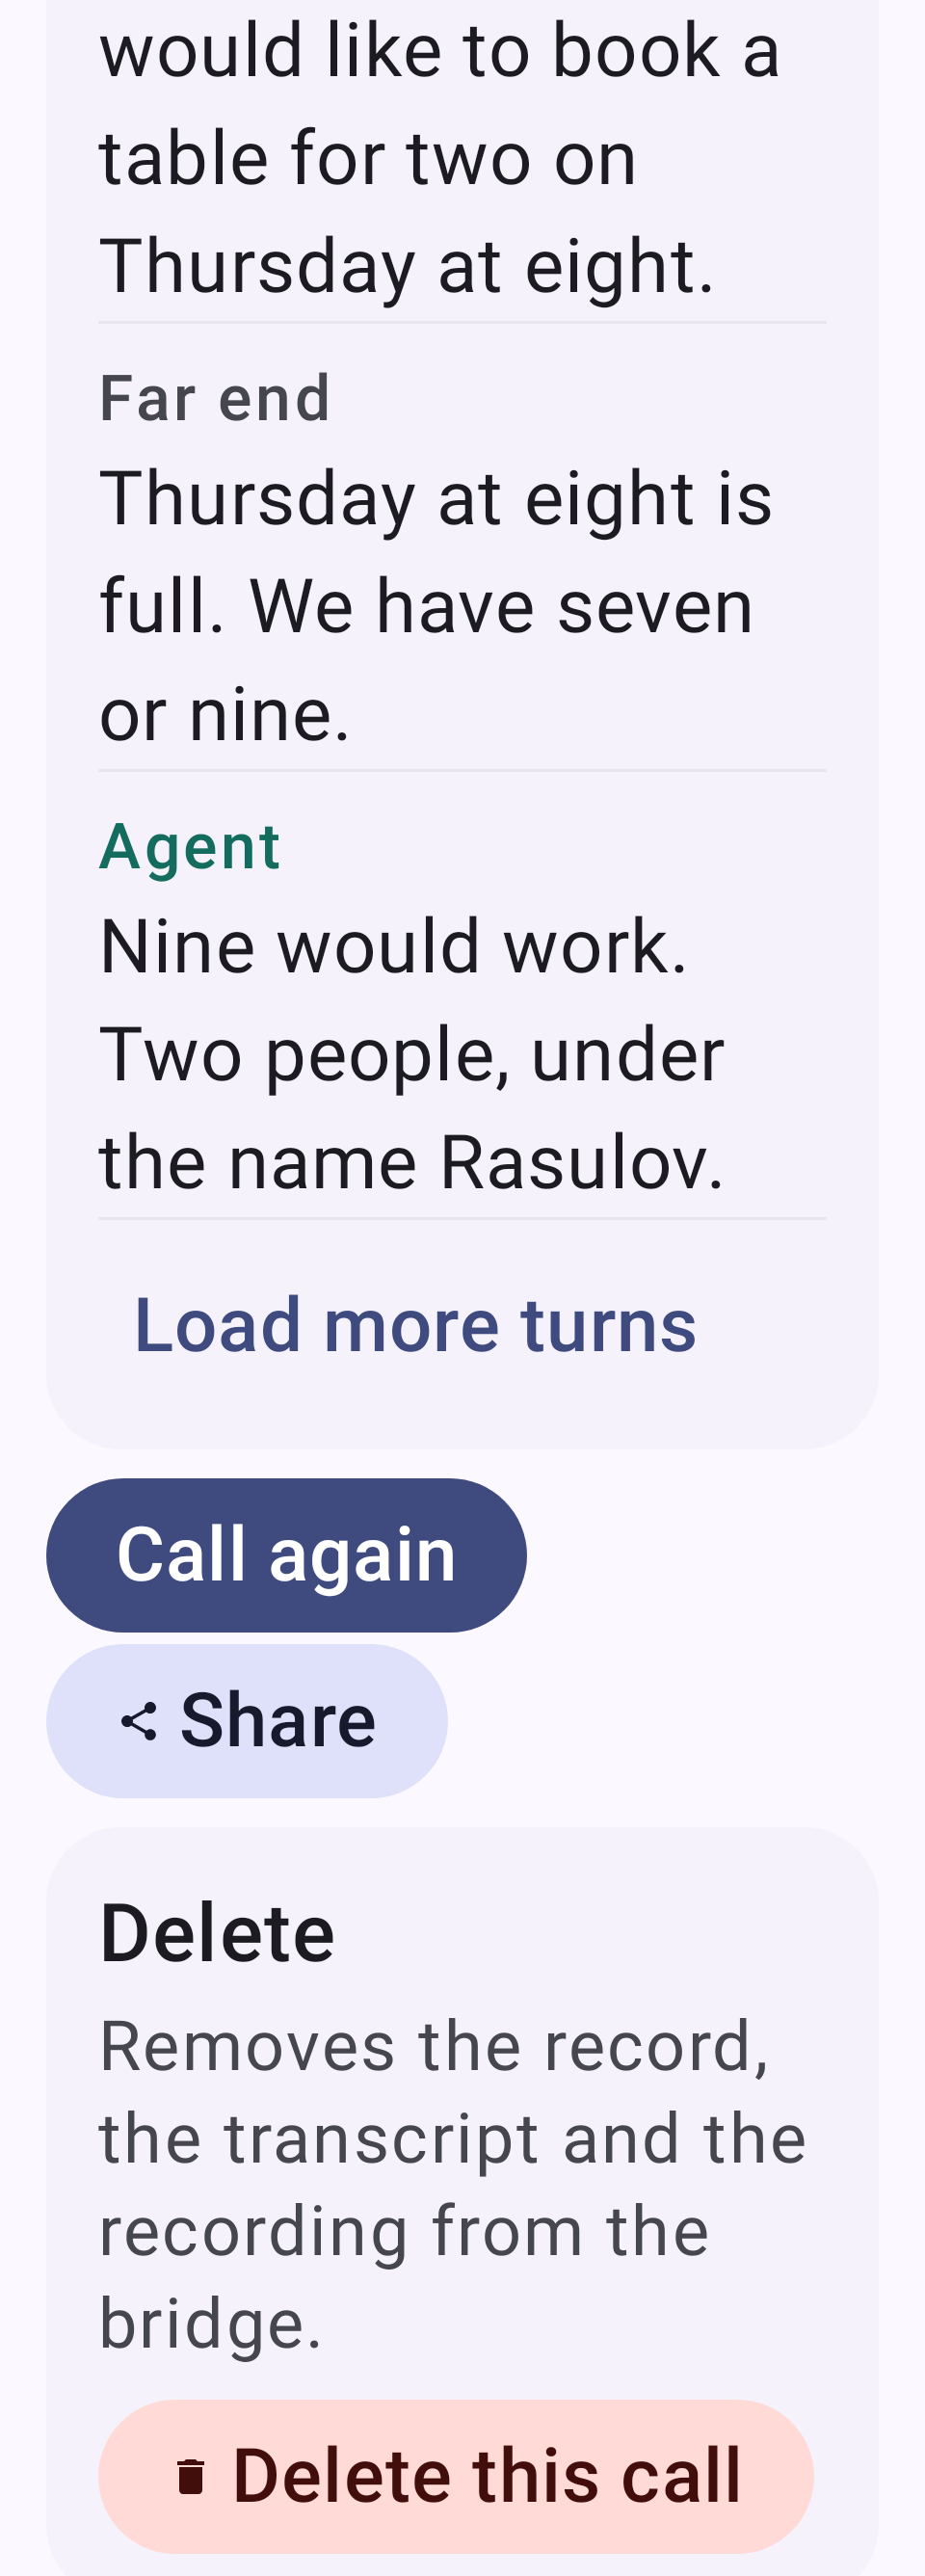 would like to book a
table for two on
Thursday at eight.
Far end
Thursday at eight is
full. We have seven
or nine.
Agent
Nine would work.
Two people, under
the name Rasulov.
Load more turns
Call again
Share
Delete
Removes the record,
the transcript and the
recording from the
bridge.
Delete this call